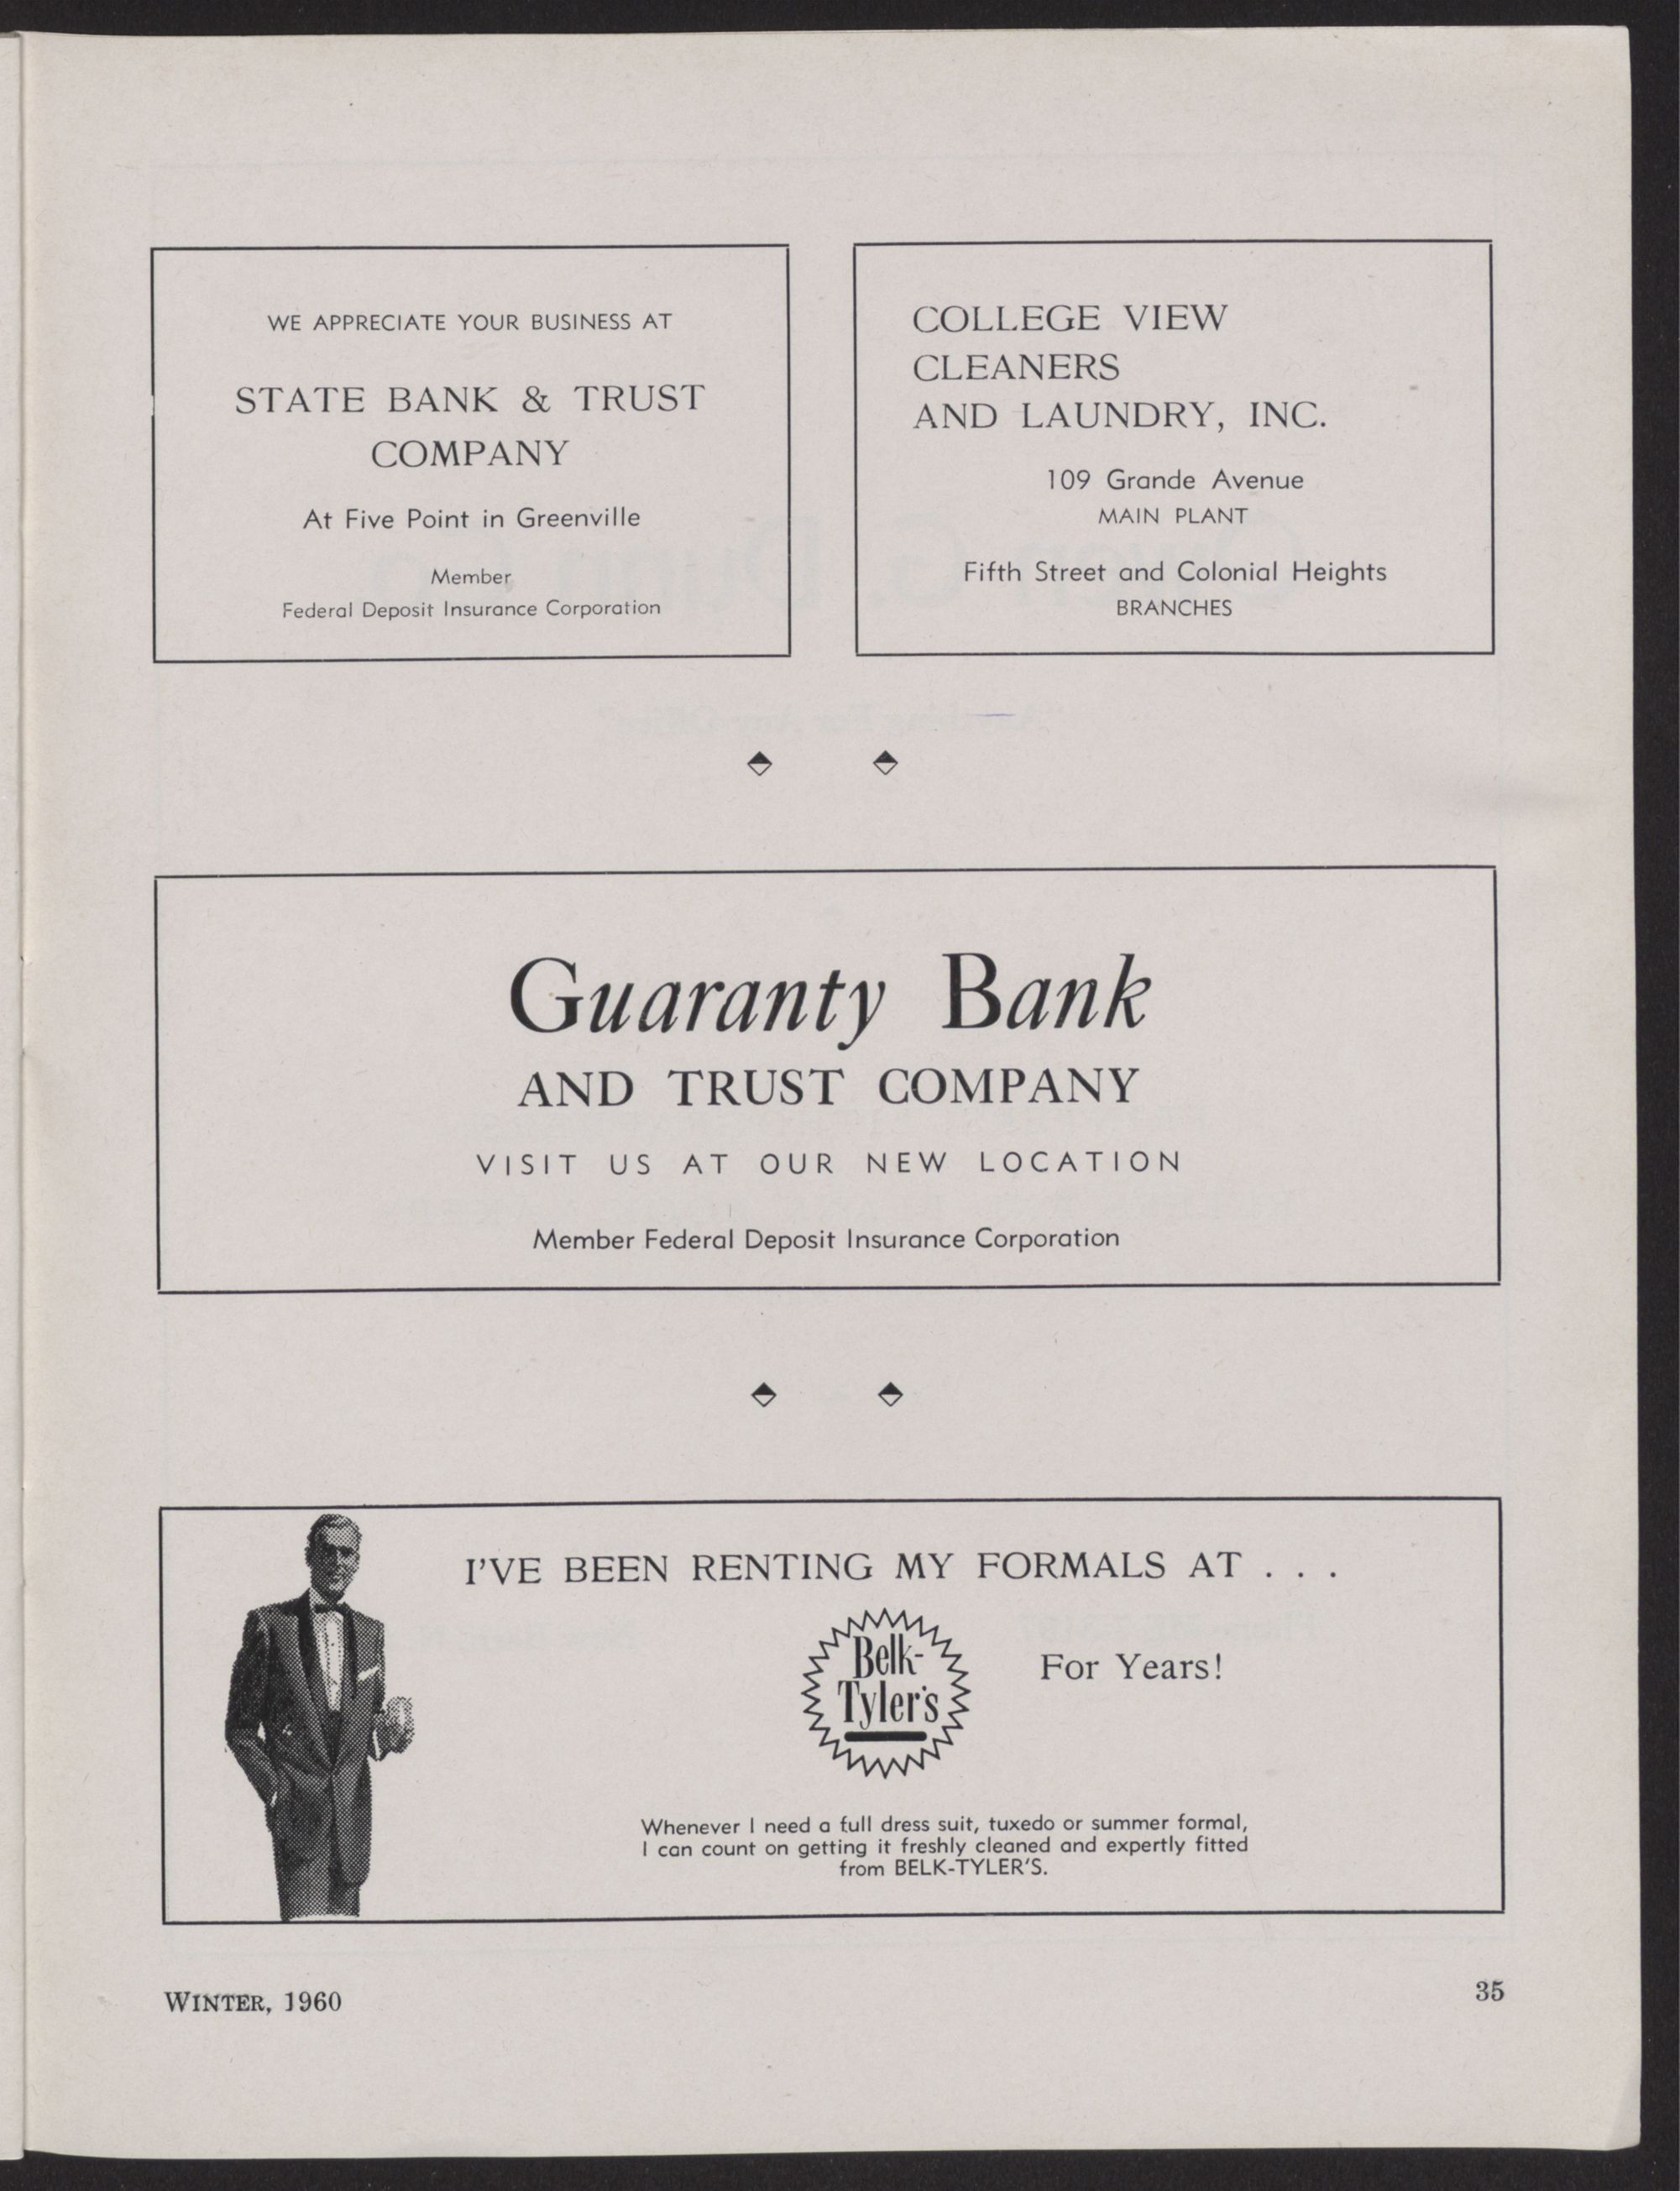 WE APPRECIATE YOUR BUSINESS AT
STATE BANK & TRUST
COMPANY
At Five Point in Greenville
Member
Federal Deposit Insurance Corporation
COLLEGE VIEW
CLEANERS
AND LAUNDRY, INC.
109 Grande Avenue
MAIN PLANT
Fifth Street and Colonial Heights
BRANCHES
Guaranty Bank
AND TRUST COMPANY
VISIT US AT OUR NEW LOCATION
Member Federal Deposit Insurance Corporation
I'VE BEEN RENTING MY FORMALS AT . . .
Belk-
Tyler's
For Years!
Whenever I need a full dress suit, tuxedo or summer formal,
I can count on getting it freshly cleaned and expertly fitted
from BELK-TYLER'S.
WINTER, 1960
35